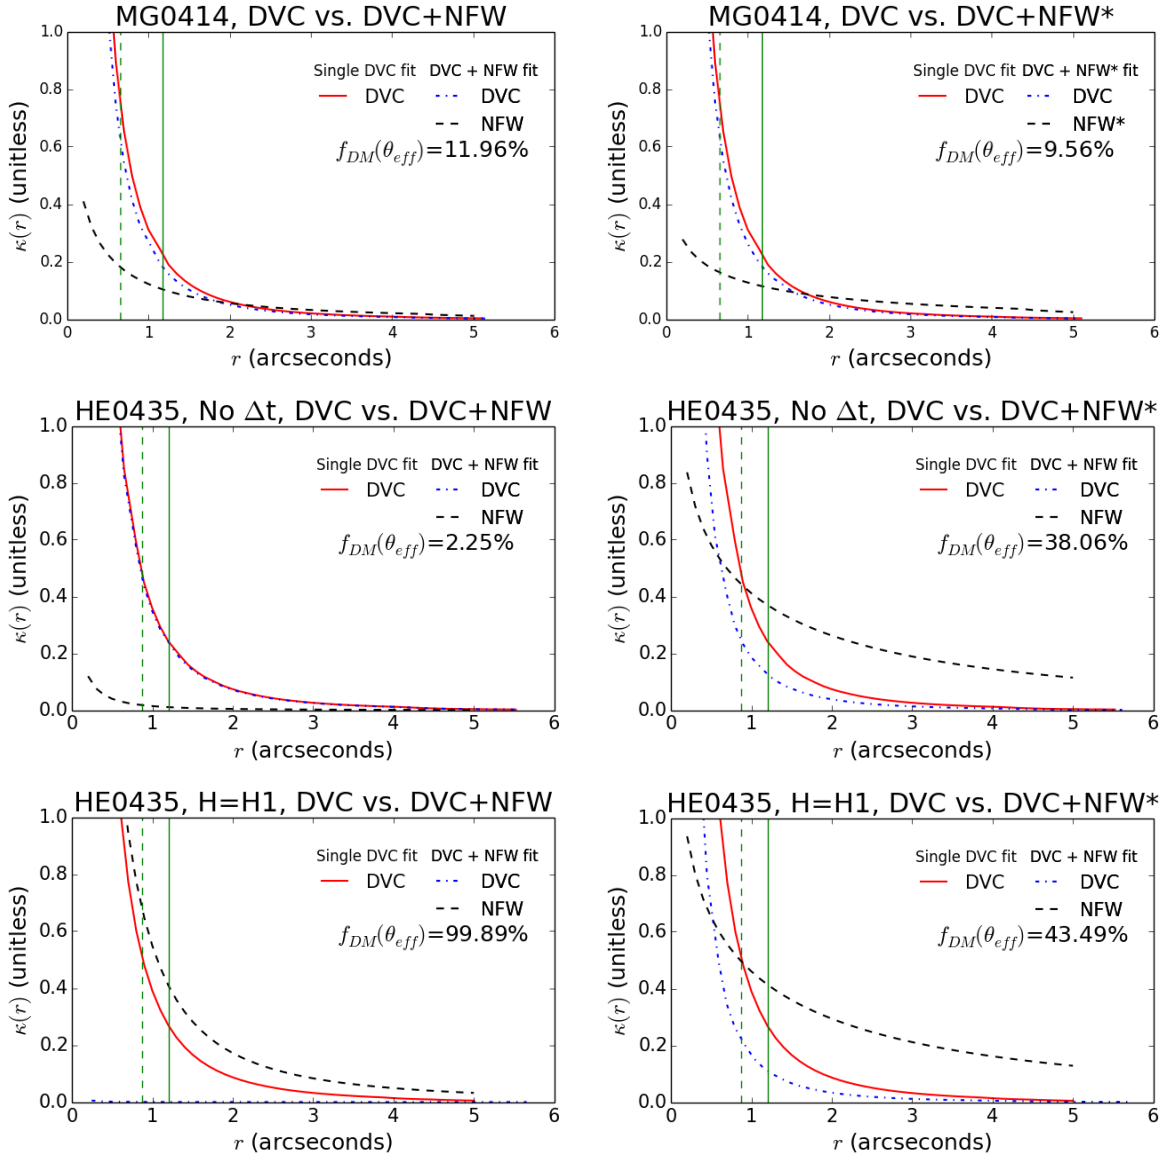 MG0414, DVC vs. DVC+NFW
1.0
0.8
0.6
0.4
0.2
0.0
κ(r) (unitless)
Single DVC fit DVC + NFW fit
DVC DVC
NFW
f_DM(θ_eff)=11.96%
0 1 2 3 4 5 6
r (arcseconds)
MG0414, DVC vs. DVC+NFW*
1.0
0.8
0.6
0.4
0.2
0.0
κ(r) (unitless)
Single DVC fit DVC + NFW* fit
DVC DVC
NFW*
f_DM(θ_eff)=9.56%
0 1 2 3 4 5 6
r (arcseconds)
HE0435, No Δt, DVC vs. DVC+NFW
1.0
0.8
0.6
0.4
0.2
0.0
κ(r) (unitless)
Single DVC fit DVC + NFW fit
DVC DVC
NFW
f_DM(θ_eff)=2.25%
0 1 2 3 4 5 6
r (arcseconds)
HE0435, No Δt, DVC vs. DVC+NFW*
1.0
0.8
0.6
0.4
0.2
0.0
κ(r) (unitless)
Single DVC fit DVC + NFW fit
DVC DVC
NFW
f_DM(θ_eff)=38.06%
0 1 2 3 4 5 6
r (arcseconds)
HE0435, H=H1, DVC vs. DVC+NFW
1.0
0.8
0.6
0.4
0.2
0.0
κ(r) (unitless)
Single DVC fit DVC + NFW fit
DVC DVC
NFW
f_DM(θ_eff)=99.89%
0 1 2 3 4 5 6
r (arcseconds)
HE0435, H=H1, DVC vs. DVC+NFW*
1.0
0.8
0.6
0.4
0.2
0.0
κ(r) (unitless)
Single DVC fit DVC + NFW fit
DVC DVC
NFW
f_DM(θ_eff)=43.49%
0 1 2 3 4 5 6
r (arcseconds)